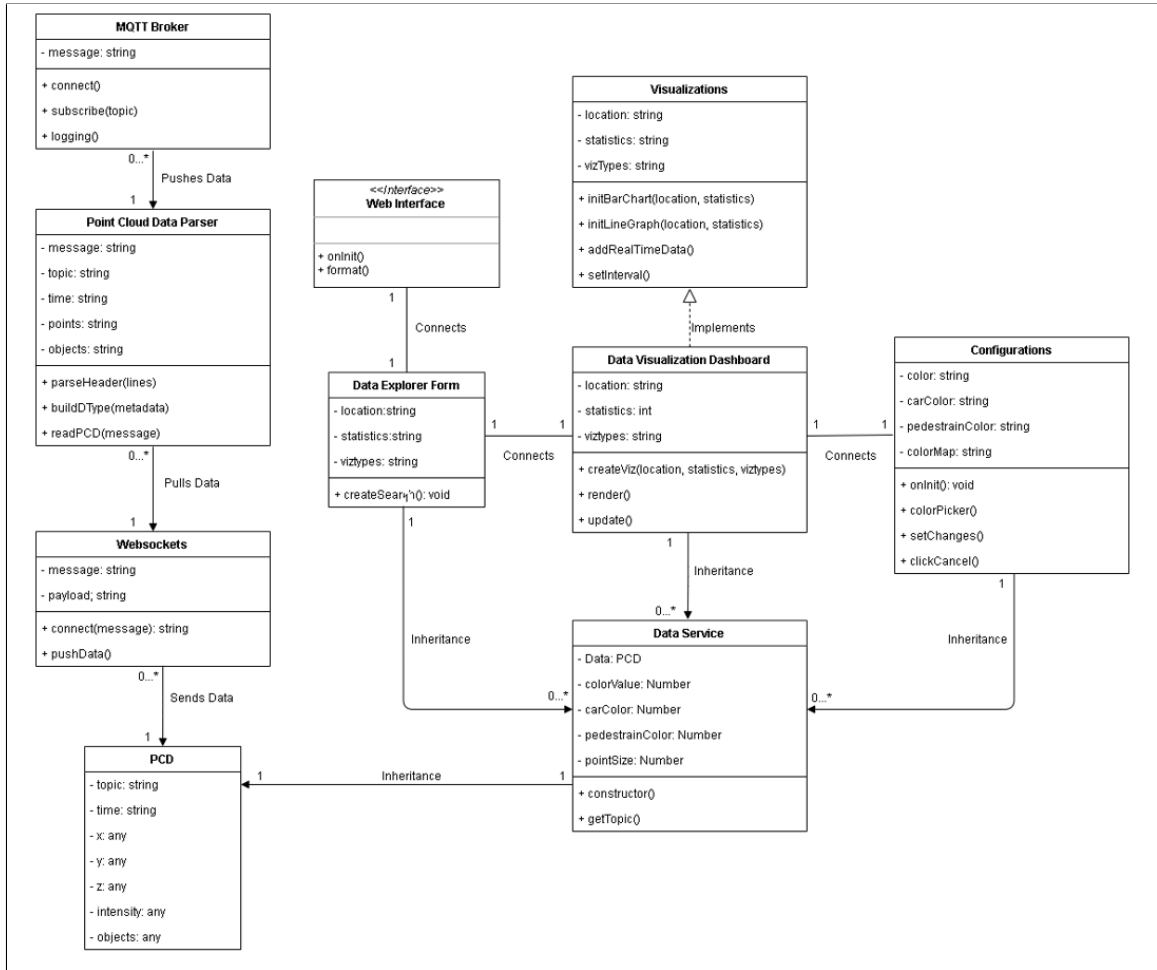 MQTT Broker
- message: string
+ connect()
+ subscribe(topic)
+ logging()
0...*
Pushes Data
1
Point Cloud Data Parser
- message: string
- topic: string
- time: string
- points: string
- objects: string
+ parseHeader(lines)
+ buildDType(metadata)
+ readPCD(message)
0...*
Pulls Data
1
Websockets
- message: string
- payload; string
+ connect(message): string
+ pushData()
0...*
Sends Data
1
PCD
- topic: string
- time: string
- x: any
- y: any
- z: any
- intensity: any
- objects: any
<<Interface>>
Web Interface
+ onInit()
+ format()
1
Connects
1
Data Explorer Form
- location:string
- statistics:string
- viztypes: string
+ createSearch(): void
1
Inheritance
0...*
1
Connects
1
Visualizations
- location: string
- statistics: string
- vizTypes: string
+ initBarChart(location, statistics)
+ initLineGraph(location, statistics)
+ addRealTimeData()
+ setInterval()
Implements
Data Visualization Dashboard
- location: string
- statistics: int
- viztypes: string
+ createViz(location, statistics, viztypes)
+ render()
+ update()
1
Inheritance
0...*
1
Connects
1
Configurations
- color: string
- carColor: string
- pedestrainColor: string
- colorMap: string
+ onInit(): void
+ colorPicker()
+ setChanges()
+ clickCancel()
1
Inheritance
0...*
Data Service
- Data: PCD
- colorValue: Number
- carColor: Number
- pedestrainColor: Number
- pointSize: Number
+ constructor()
+ getTopic()
1
Inheritance
1